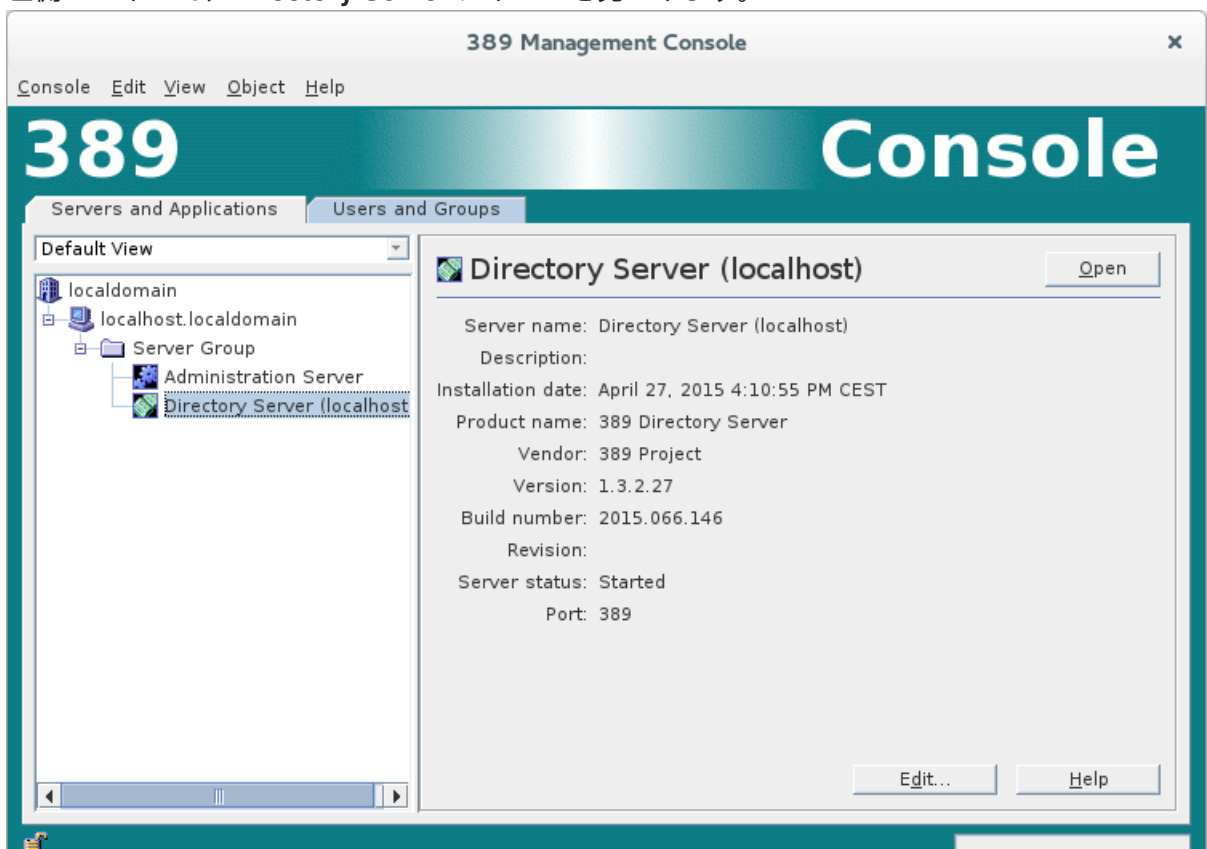 389 Management Console
Console Edit View Object Help
389 Console
Servers and Applications
Users and Groups
Default View
localdomain
localhost.localdomain
Server Group
Administration Server
Directory Server (localhost
Directory Server (localhost)
Open
Server name: Directory Server (localhost)
Description:
Installation date: April 27, 2015 4:10:55 PM CEST
Product name: 389 Directory Server
Vendor: 389 Project
Version: 1.3.2.27
Build number: 2015.066.146
Revision:
Server status: Started
Port: 389
Edit...
Help